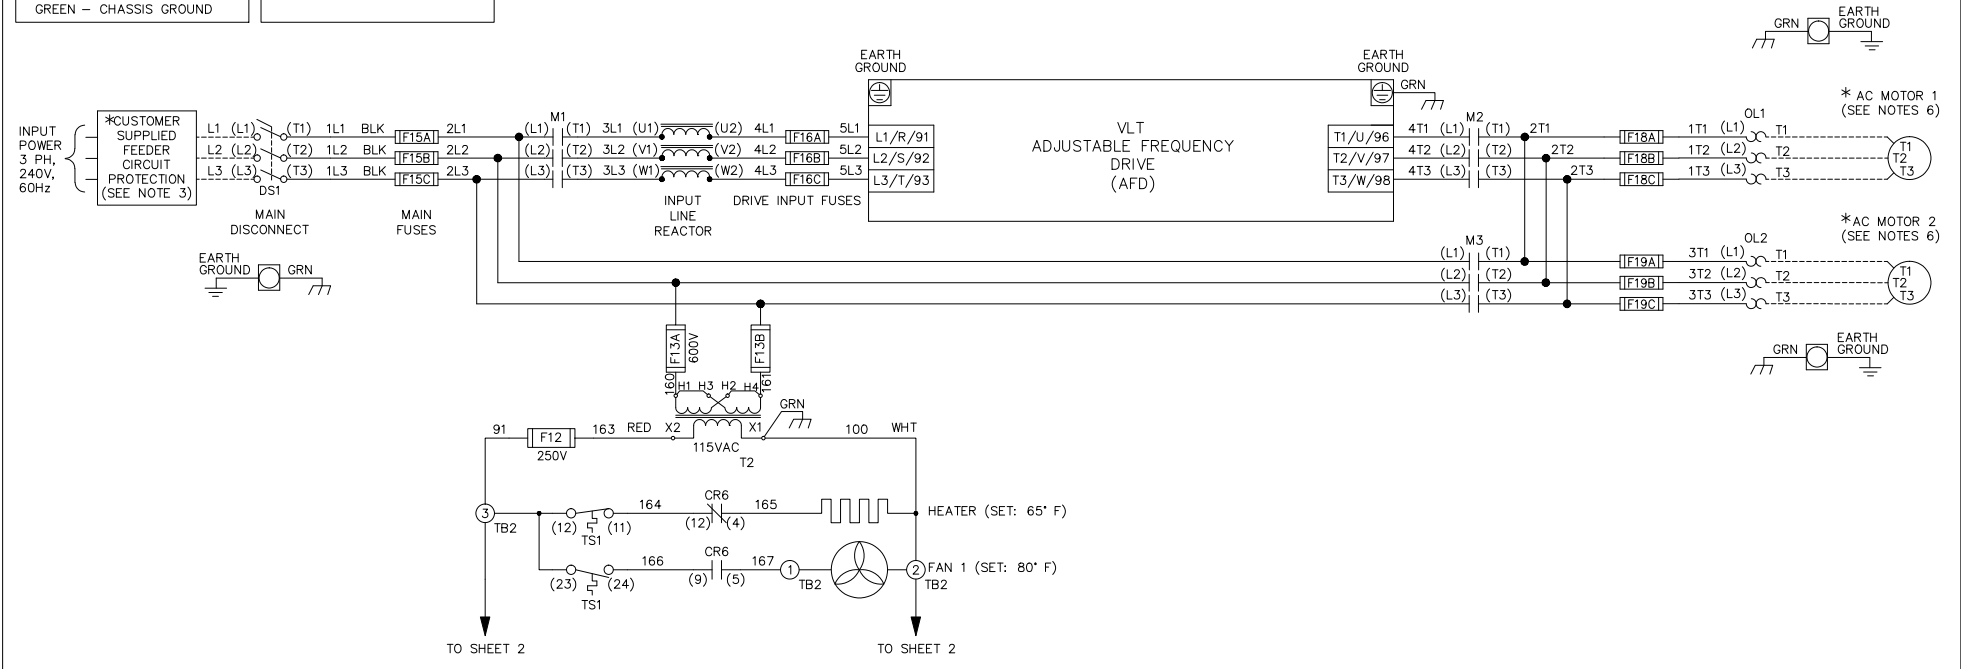 GREEN – CHASSIS GROUND
EARTH
GRN GROUND
EARTH
GROUND
EARTH
GROUND
GRN
INPUT
POWER
3 PH,
240V,
60Hz
*CUSTOMER
SUPPLIED
FEEDER
CIRCUIT
PROTECTION
(SEE NOTE 3)
L1 (L1) (T1) 1L1 BLK F15A 2L1
L2 (L2) (T2) 1L2 BLK F15B 2L2
L3 (L3) (T3) 1L3 BLK F15C 2L3
DS1
MAIN
DISCONNECT
MAIN
FUSES
M1
(L1) (T1) 3L1 (U1) (U2) 4L1 F16A 5L1 L1/R/91
(L2) (T2) 3L2 (V1) (V2) 4L2 F16B 5L2 L2/S/92
(L3) (T3) 3L3 (W1) (W2) 4L3 F16C 5L3 L3/T/93
INPUT
LINE
REACTOR
DRIVE INPUT FUSES
VLT
ADJUSTABLE FREQUENCY
DRIVE
(AFD)
M2
T1/U/96 4T1 (L1) (T1) 2T1 F18A 1T1 (L1) T1
T2/V/97 4T2 (L2) (T2) 2T2 F18B 1T2 (L2) T2
T3/W/98 4T3 (L3) (T3) 2T3 F18C 1T3 (L3) T3
OL1
* AC MOTOR 1
(SEE NOTES 6)
T1
T2
T3
M3
(L1) (T1) F19A 3T1 (L1) T1
(L2) (T2) F19B 3T2 (L2) T2
(L3) (T3) F19C 3T3 (L3) T3
OL2
*AC MOTOR 2
(SEE NOTES 6)
T1
T2
T3
EARTH
GROUND GRN
EARTH
GRN GROUND
F13A
600V
F13B
160
161
H1 H3 H2 H4
GRN
91 F12 163 RED X2 X1 100 WHT
250V
115VAC
T2
3
TB2
(12) (11) 164 CR6 (12) (4) 165
TS1
HEATER (SET: 65° F)
(23) (24) 166 CR6 (9) (5) 167 1 TB2
TS1
2 FAN 1 (SET: 80° F)
TB2
TO SHEET 2
TO SHEET 2